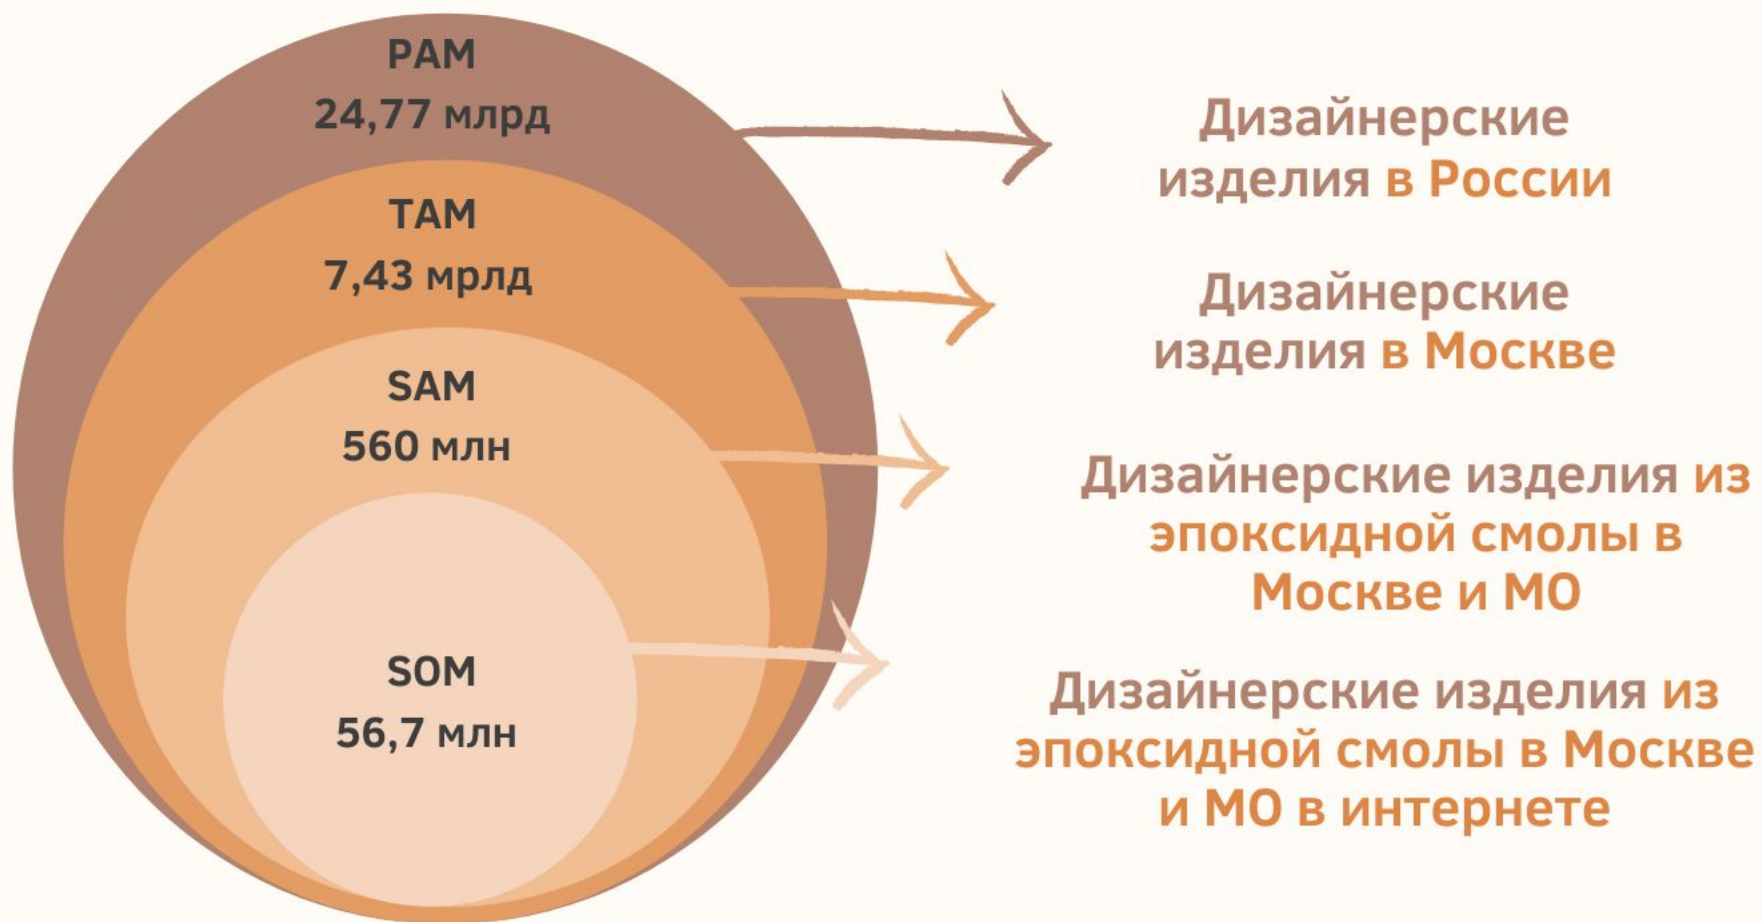 PAM
24,77 млрд
Дизайнерские
изделия в России
TAM
7,43 мрлд
Дизайнерские
изделия в Москве
SAM
560 млн
Дизайнерские изделия из
эпоксидной смолы в
Москве и МО
SOM
56,7 млн
Дизайнерские изделия из
эпоксидной смолы в Москве
и МО в интернете